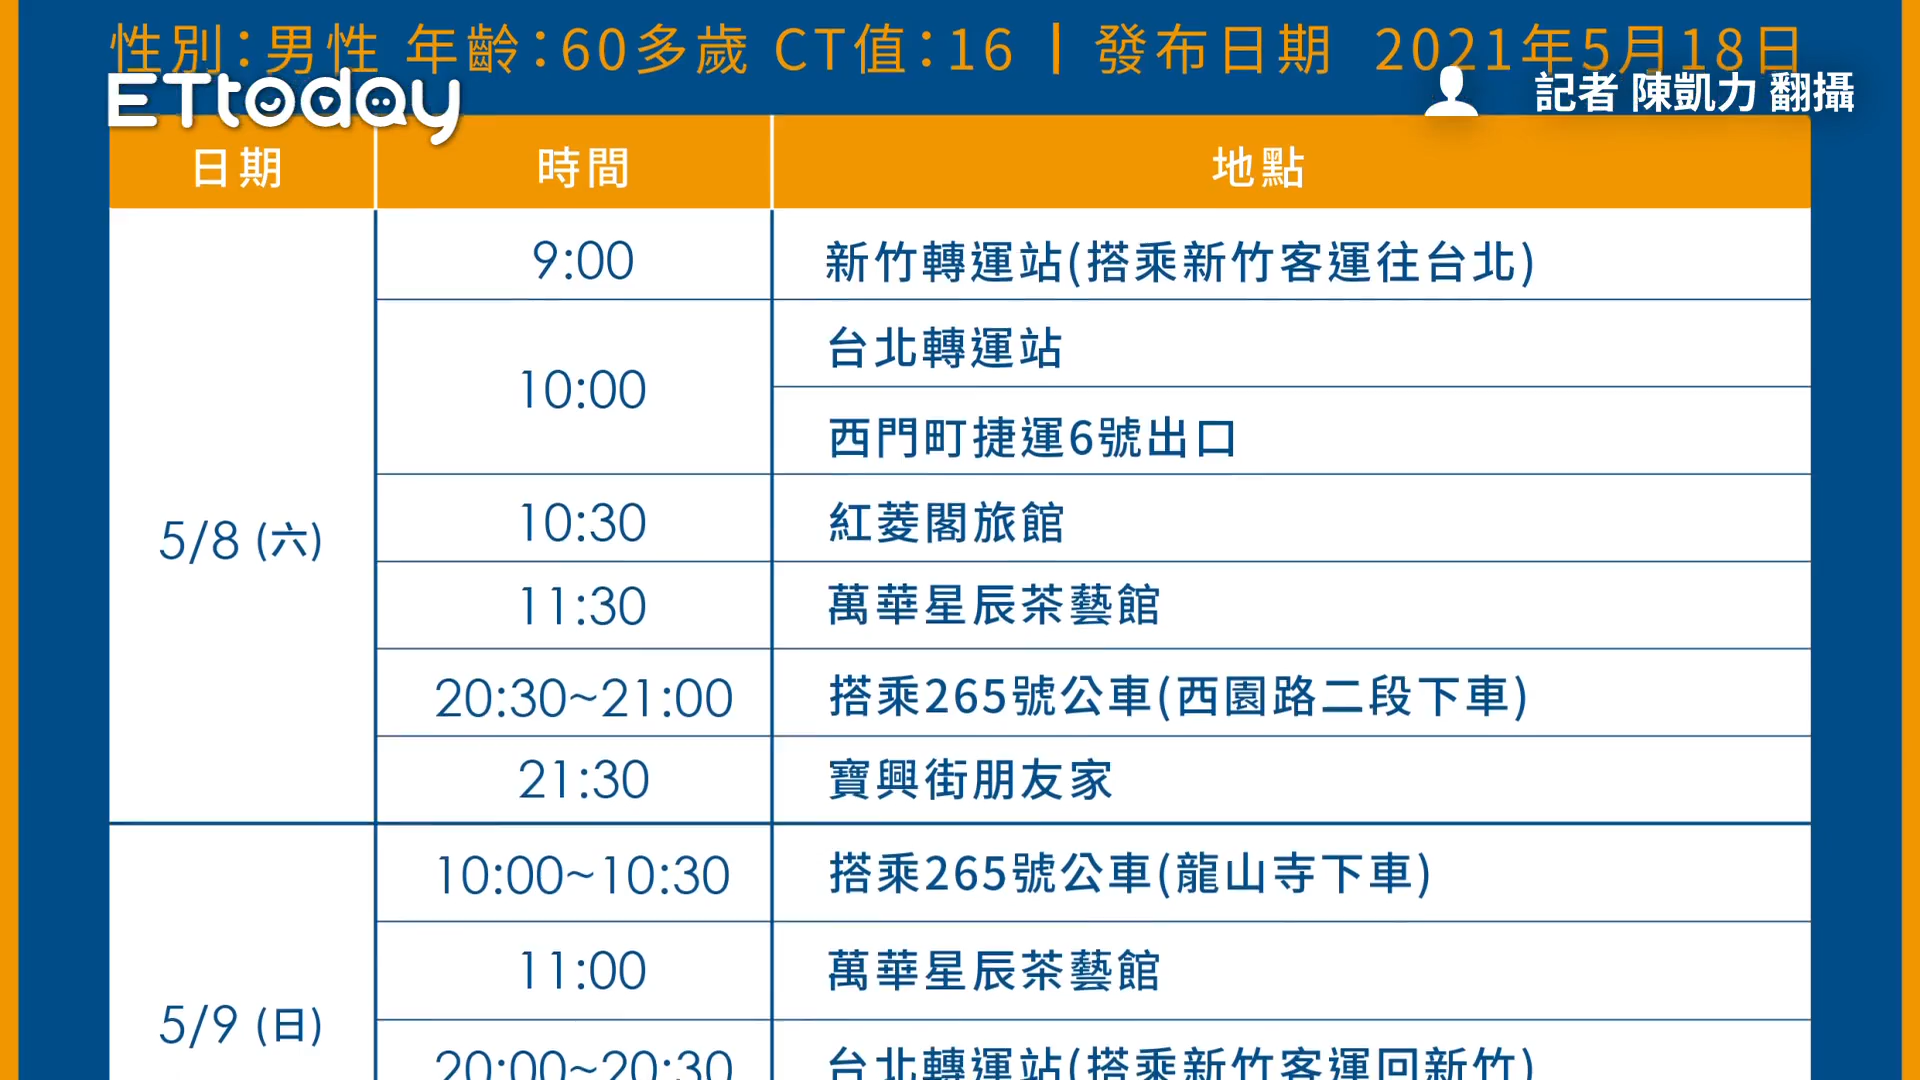 性別：男性 年齡：60多歲 CT值：16｜發布日期 2021年5月18日
ETtoday
記者 陳凱力 翻攝
日期 時間 地點
5/8 (六)
9:00 新竹轉運站(搭乘新竹客運往台北)
10:00 台北轉運站
西門町捷運6號出口
10:30 紅菱閣旅館
11:30 萬華星辰茶藝館
20:30~21:00 搭乘265號公車(西園路二段下車)
21:30 寶興街朋友家
5/9 (日)
10:00~10:30 搭乘265號公車(龍山寺下車)
11:00 萬華星辰茶藝館
20:00~20:30 台北轉運站(搭乘新竹客運回新竹)